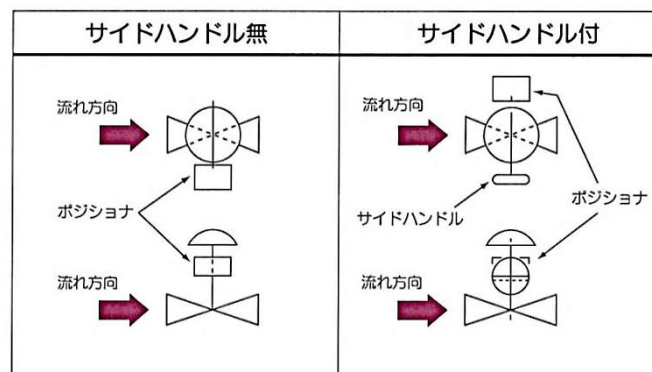 サイドハンドル無
サイドハンドル付
流れ方向
ポジショナ
流れ方向
流れ方向
サイドハンドル
ポジショナ
流れ方向